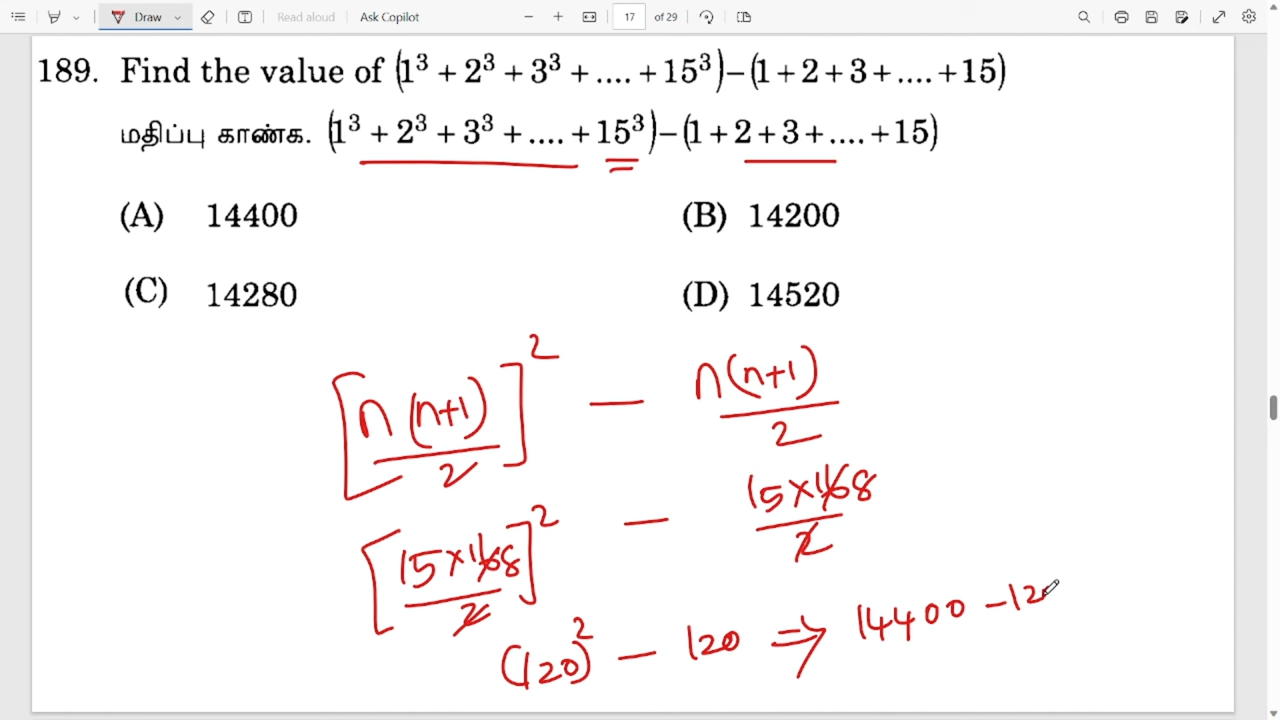 Draw
Read aloud
Ask Copilot
17 of 29
189. Find the value of (1³ + 2³ + 3³ + .... + 15³) – (1 + 2 + 3 + .... + 15)
மதிப்பு காண்க. (1³ + 2³ + 3³ + .... + 15³) – (1 + 2 + 3 + .... + 15)
(A) 14400 (B) 14200
(C) 14280 (D) 14520
[n(n+1)/2]² – n(n+1)/2
[15×16 8/2]² – 15×16 8/2
(120)² – 120 ⇒ 14400 – 12